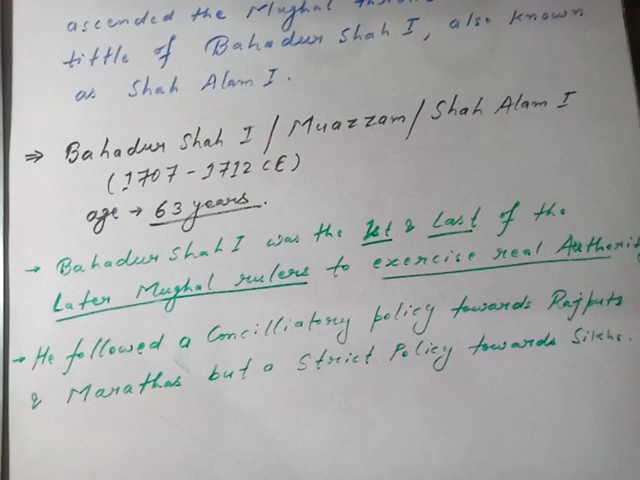 ascended the Mughal
tittle of Bahadur Shah I, also known
as Shah Alam I.
⇒ Bahadur Shah I / Muazzam / Shah Alam I
(1707 - 1712 CE)
age → 63 years.
→ Bahadur Shah I was the 1st & Last of the
Later Mughal rulers to exercise real Authority
→ He followed a Concilliatory policy towards Rajputs
& Marathas but a Strict Policy towards Sikhs.